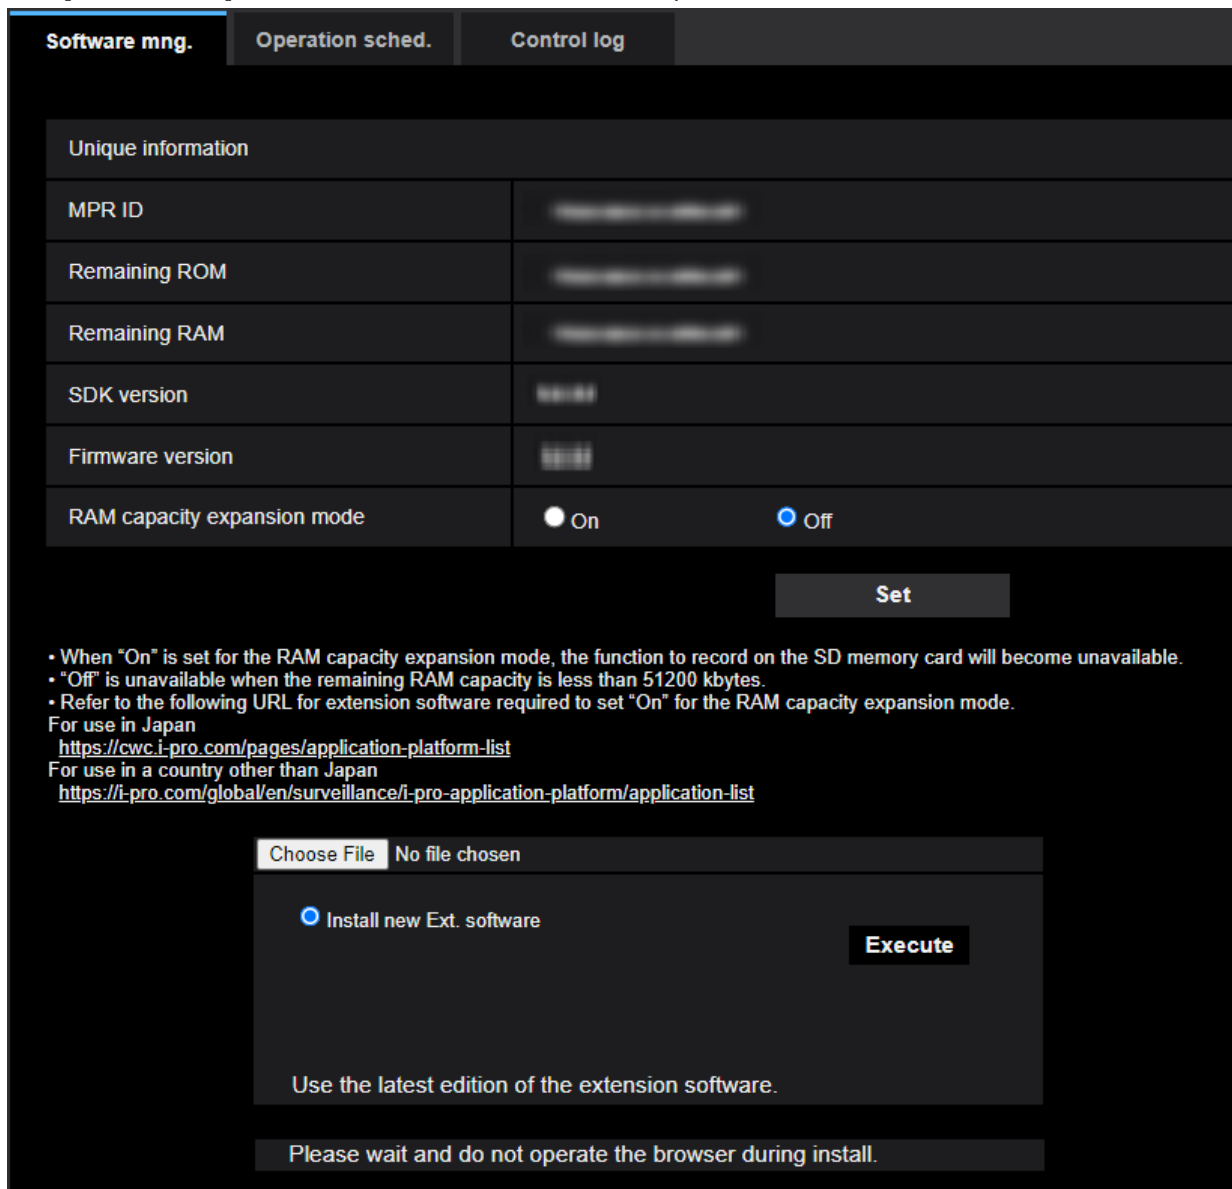 Software mng. Operation sched. Control log
Unique information
MPR ID
Remaining ROM
Remaining RAM
SDK version
Firmware version
RAM capacity expansion mode On Off
Set
• When “On” is set for the RAM capacity expansion mode, the function to record on the SD memory card will become unavailable.
• “Off” is unavailable when the remaining RAM capacity is less than 51200 kbytes.
• Refer to the following URL for extension software required to set “On” for the RAM capacity expansion mode.
For use in Japan
https://cwc.i-pro.com/pages/application-platform-list
For use in a country other than Japan
https://i-pro.com/global/en/surveillance/i-pro-application-platform/application-list
Choose File No file chosen
Install new Ext. software
Execute
Use the latest edition of the extension software.
Please wait and do not operate the browser during install.